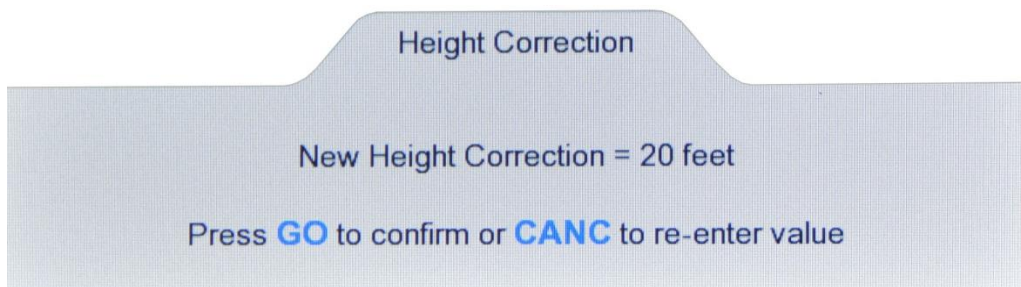 Height Correction
New Height Correction = 20 feet
Press GO to confirm or CANC to re-enter value